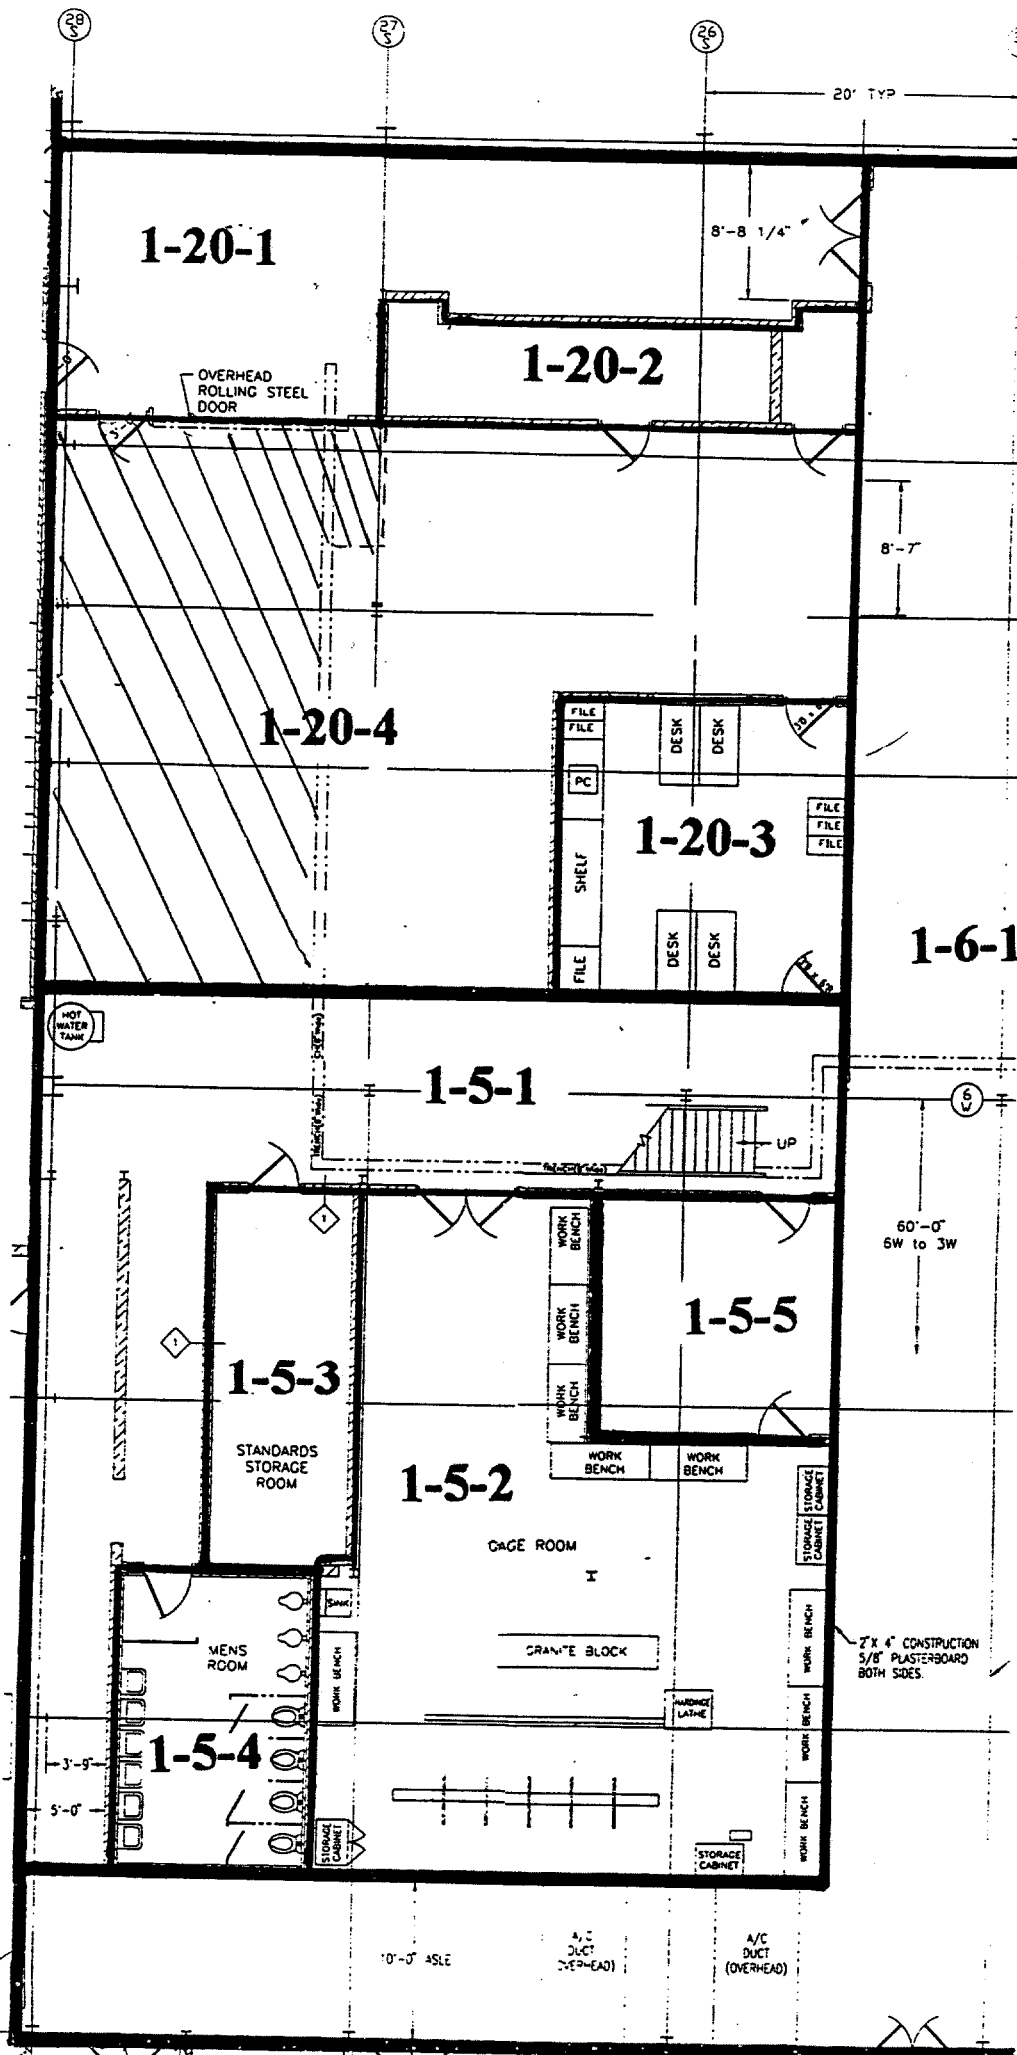 28
S
27
S
26
S
20' TYP
1-20-1
8'-8 1/4"
1-20-2
OVERHEAD
ROLLING STEEL
DOOR
8'-7"
1-20-4
FILE
FILE
DESK
DESK
PC
FILE
FILE
FILE
1-20-3
SHELF
FILE
DESK
DESK
1-6-1
HOT
WATER
TANK
1-5-1
UP
6
W
60'-0"
6W to 3W
1
WORK
BENCH
WORK
BENCH
WORK
BENCH
1-5-5
1
1-5-3
STANDARDS
STORAGE
ROOM
1-5-2
WORK
BENCH
WORK
BENCH
STORAGE
CABINET
STORAGE
CABINET
GAGE ROOM
SINK
MENS
ROOM
WORK BENCH
GRANITE BLOCK
WORK BENCH
2" X 4" CONSTRUCTION
5/8" PLASTERBOARD
BOTH SIDES.
HARDINGE
LATHE
WORK BENCH
1-5-4
3'-9"
5'-0"
WORK BENCH
STORAGE
CABINET
STORAGE
CABINET
10'-0" AISLE
A/C
DUCT
(OVERHEAD)
A/C
DUCT
(OVERHEAD)